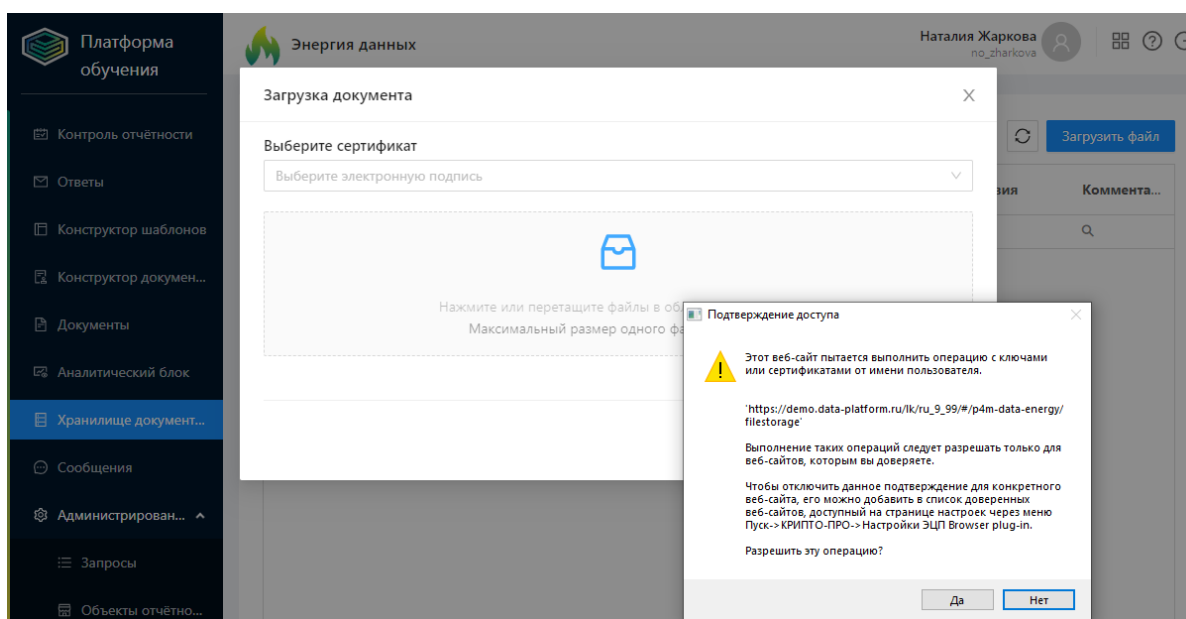 Платформа
обучения
Энергия данных
Наталия Жаркова
no_zharkova
Контроль отчётности
Ответы
Конструктор шаблонов
Конструктор докумен...
Документы
Аналитический блок
Хранилище документ...
Сообщения
Администрирован...
Запросы
Объекты отчётно...
Загрузка документа
Выберите сертификат
Выберите электронную подпись
Нажмите или перетащите файлы в
Максимальный размер одного
Загрузить файл
Коммента...
Подтверждение доступа
Этот веб-сайт пытается выполнить операцию с ключами
или сертификатами от имени пользователя.
'https://demo.data-platform.ru/lk/ru_9_99/#/p4m-data-energy/
filestorage'
Выполнение таких операций следует разрешать только для
веб-сайтов, которым вы доверяете.
Чтобы отключить данное подтверждение для конкретного
веб-сайта, его можно добавить в список доверенных
веб-сайтов, доступный на странице настроек через меню
Пуск->КРИПТО-ПРО->Настройки ЭЦП Browser plug-in.
Разрешить эту операцию?
Да
Нет